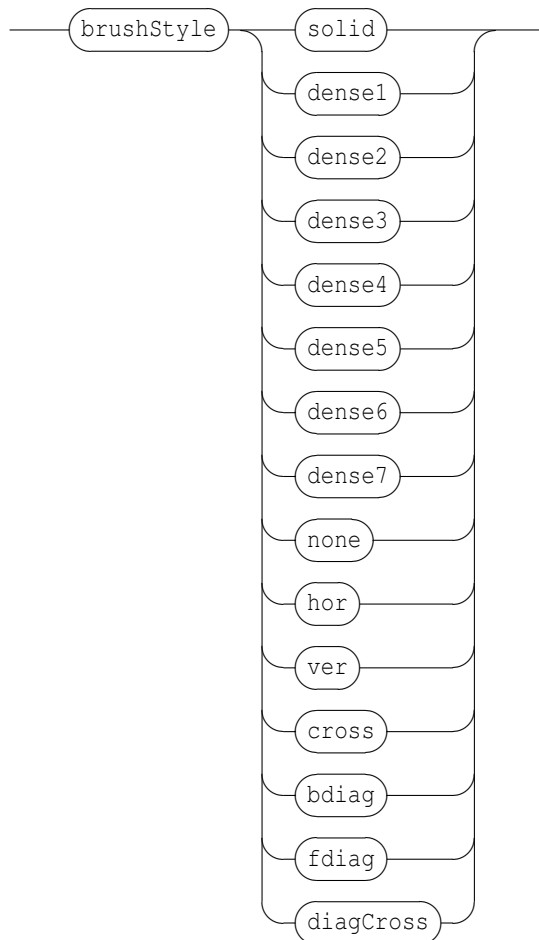 brushStyle solid
dense1
dense2
dense3
dense4
dense5
dense6
dense7
none
hor
ver
cross
bdiag
fdiag
diagCross